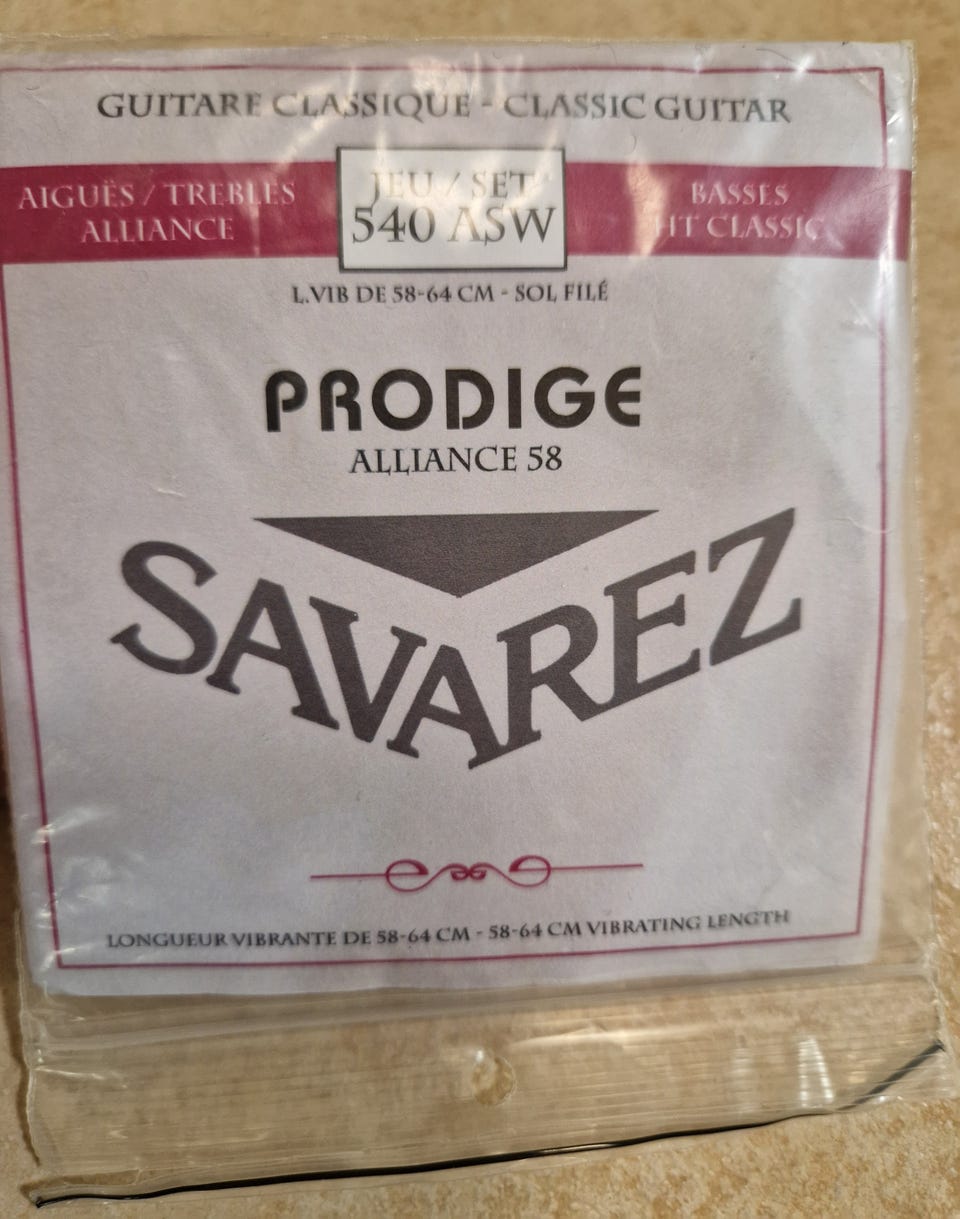 GUITARE CLASSIQUE - CLASSIC GUITAR
AIGUËS / TREBLES
ALLIANCE
JEU / SET
540 ASW
BASSES
HT CLASSIC
L.VIB DE 58-64 CM - SOL FILÉ
PRODIGE
ALLIANCE 58
SAVAREZ
LONGUEUR VIBRANTE DE 58-64 CM - 58-64 CM VIBRATING LENGTH